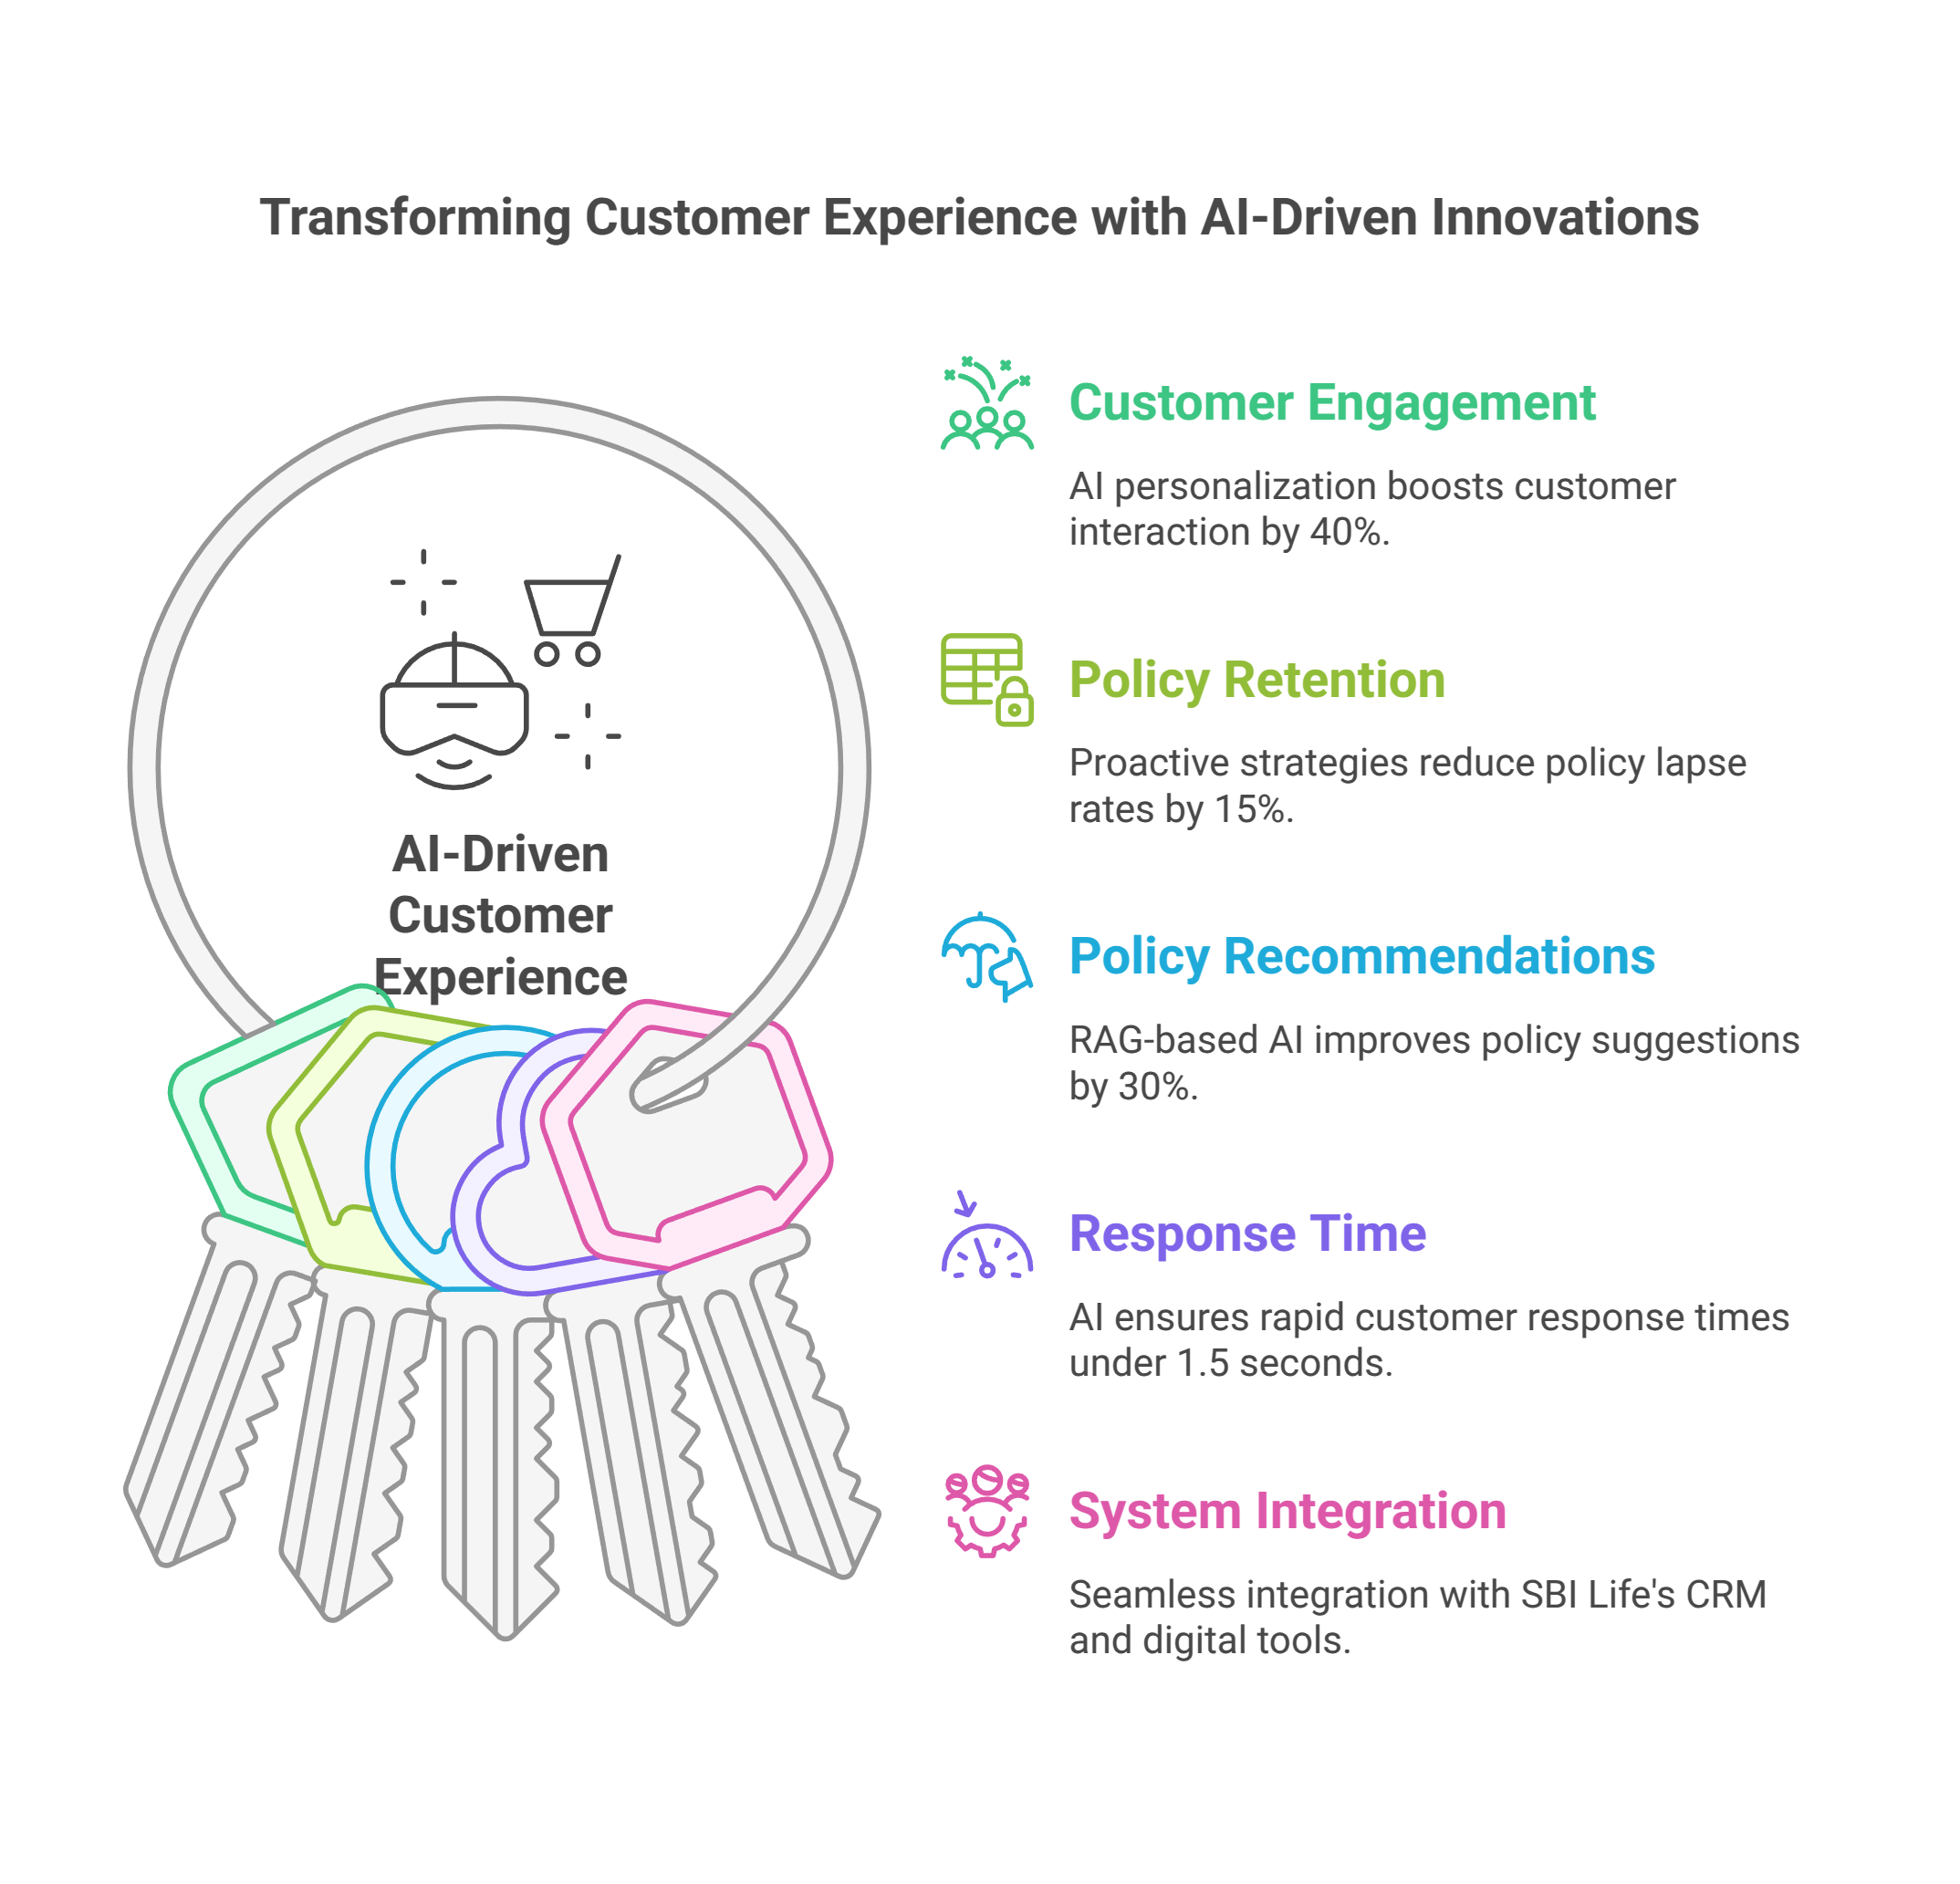 Transforming Customer Experience with AI-Driven Innovations
AI-Driven
Customer
Experience
Customer Engagement
AI personalization boosts customer
interaction by 40%.
Policy Retention
Proactive strategies reduce policy lapse
rates by 15%.
Policy Recommendations
RAG-based AI improves policy suggestions
by 30%.
Response Time
AI ensures rapid customer response times
under 1.5 seconds.
System Integration
Seamless integration with SBI Life's CRM
and digital tools.